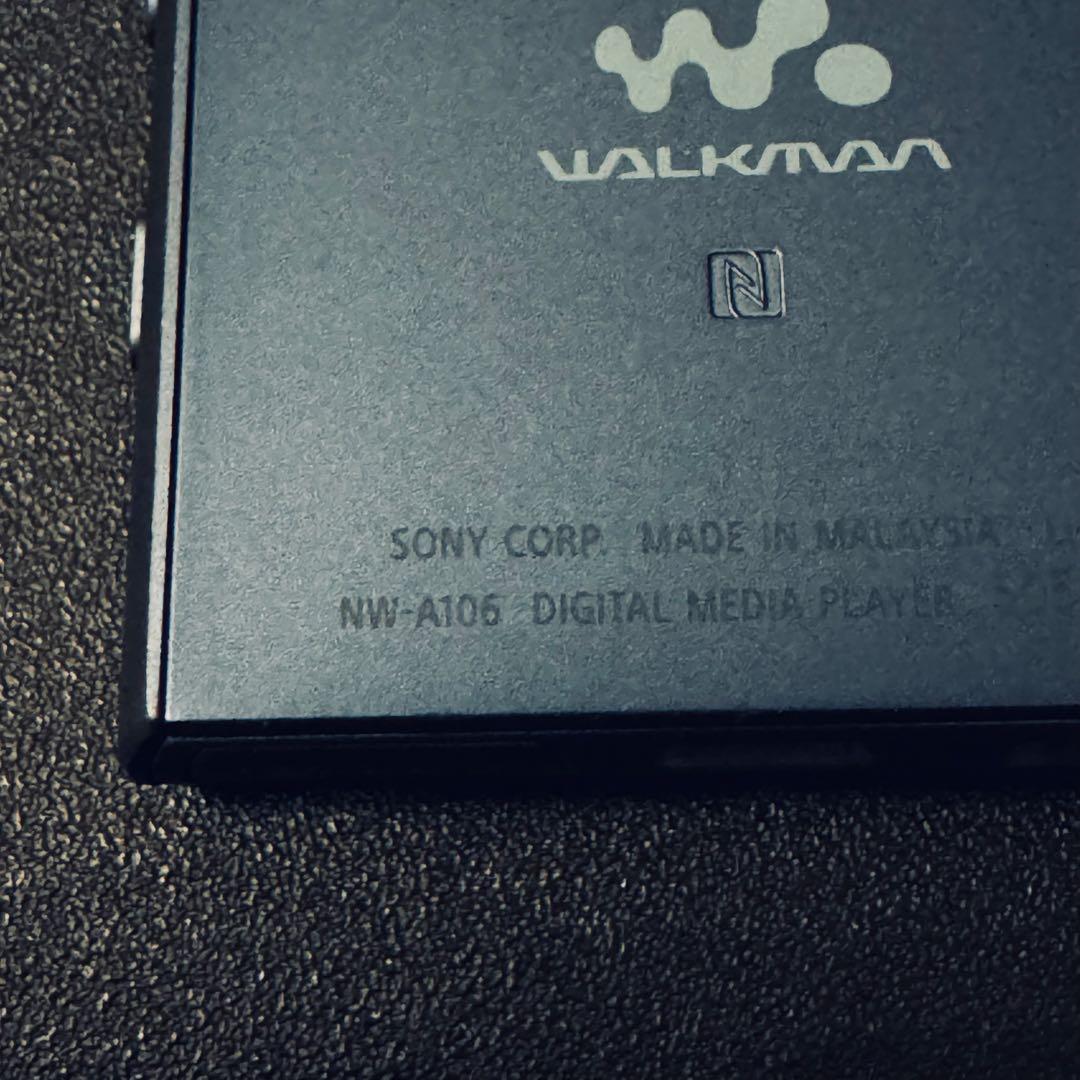 WALKMAN
SONY CORP. MADE IN MALAYSIA
NW-A106 DIGITAL MEDIA PLAYER